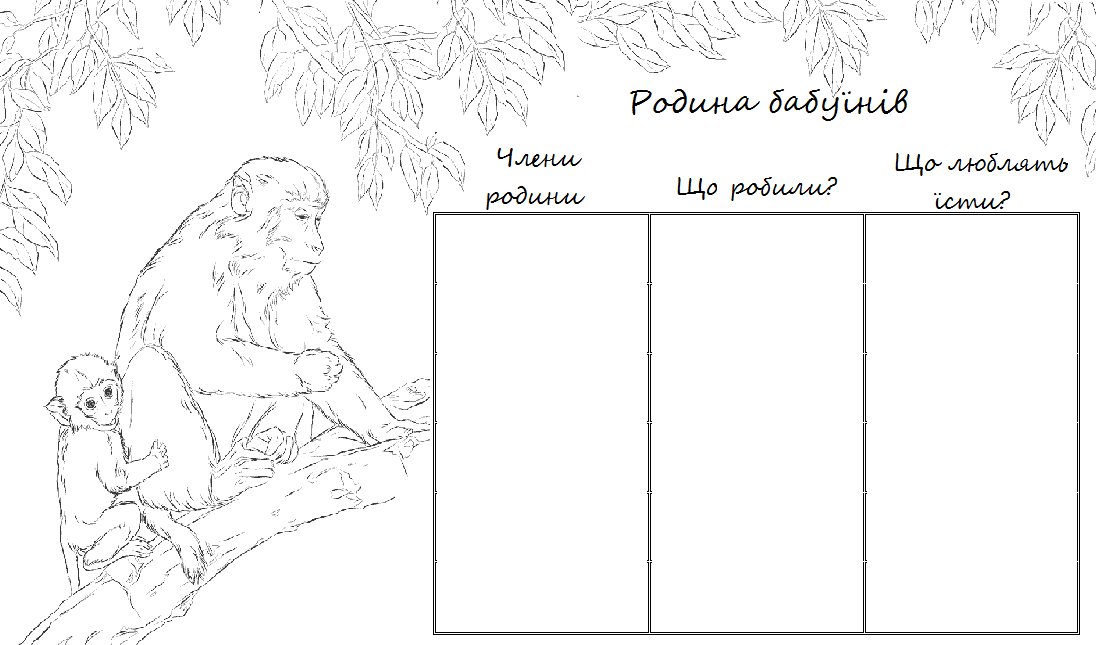 Родина бабуїнів
Члени
родини
Що робили?
Що люблять
їсти?